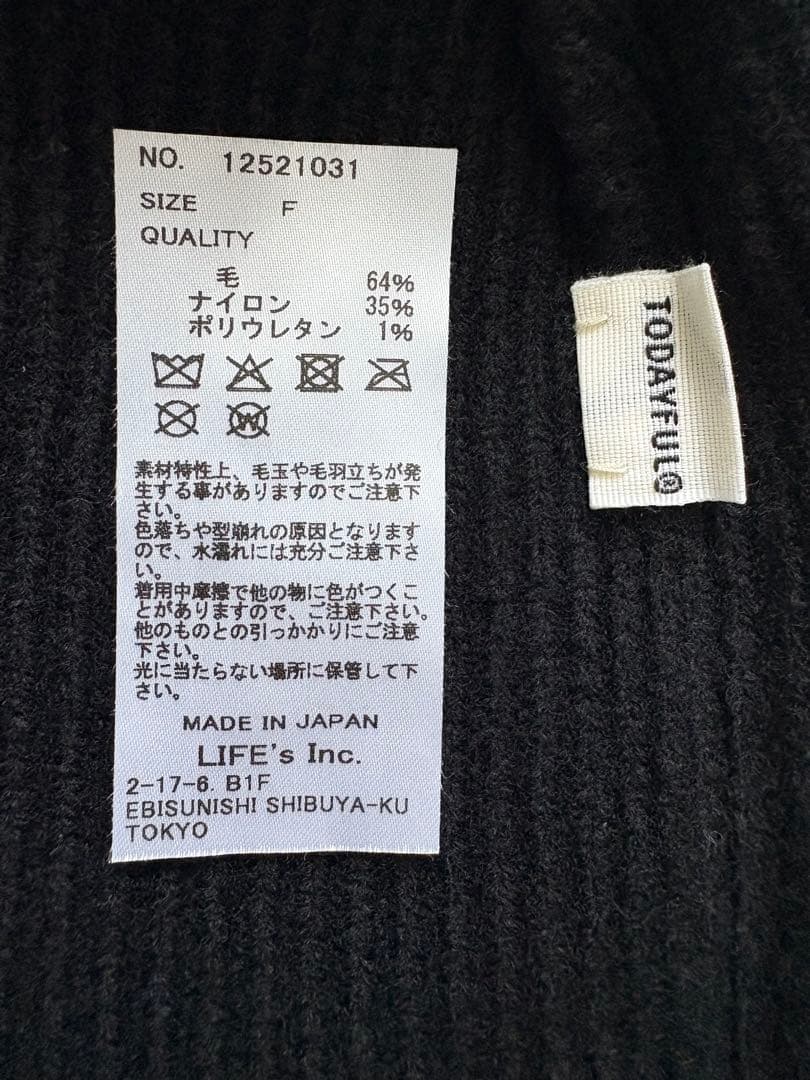 NO. 12521031
SIZE F
QUALITY
毛 64%
ナイロン 35%
ポリウレタン 1%
W
素材特性上、毛玉や毛羽立ちが発
生する事がありますのでご注意下
さい。
色落ちや型崩れの原因となります
ので、水濡れには充分ご注意下さ
い。
着用中摩擦で他の物に色がつくこ
とがありますので、ご注意下さい。
他のものとの引っかかりにご注意
下さい。
光に当たらない場所に保管して下
さい。
MADE IN JAPAN
LIFE's Inc.
2-17-6. B1F
EBISUNISHI SHIBUYA-KU
TOKYO
TODAYFUL®